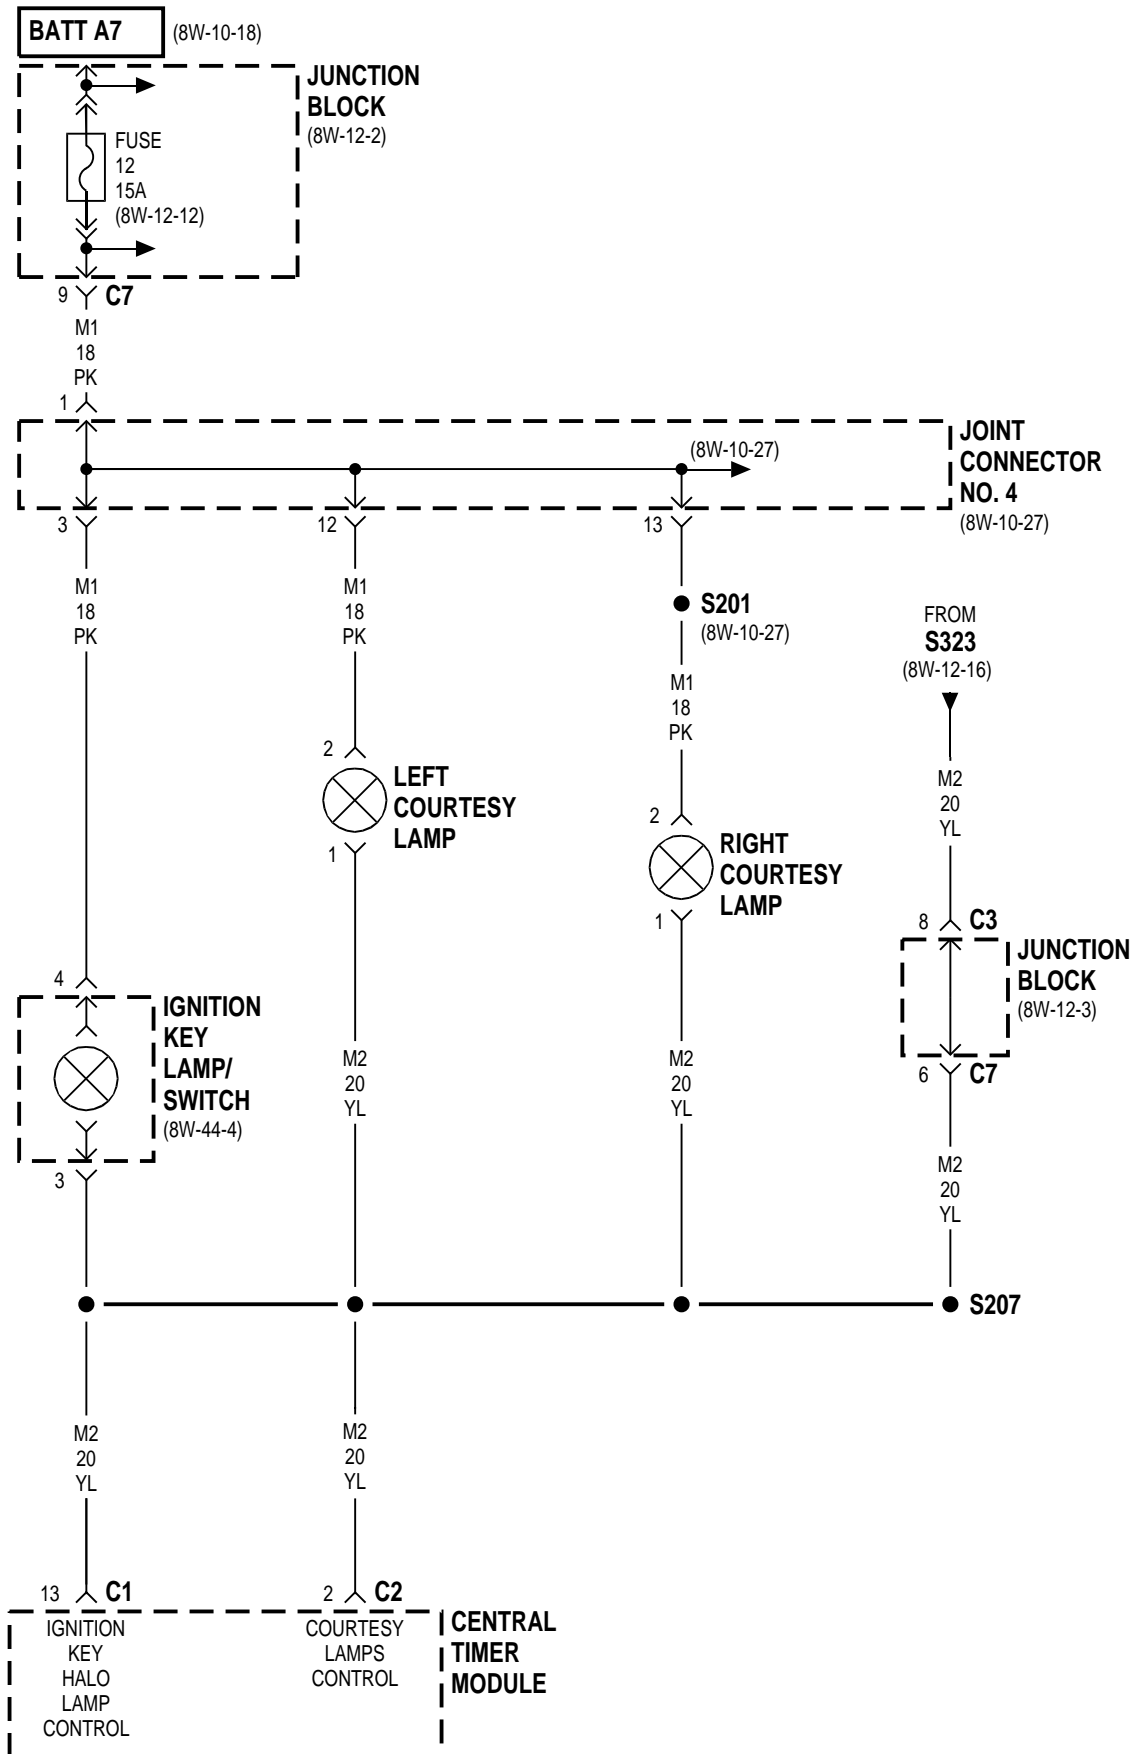 BATT A7 (8W-10-18)
JUNCTION
BLOCK
(8W-12-2)
FUSE
12
15A
(8W-12-12)
9 C7
M1
18
PK
1
(8W-10-27)
JOINT
CONNECTOR
NO. 4
(8W-10-27)
3 12 13
M1
18
PK
M1
18
PK
S201
(8W-10-27)
M1
18
PK
FROM
S323
(8W-12-16)
M2
20
YL
2
LEFT
COURTESY
LAMP
1
2
RIGHT
COURTESY
LAMP
1
8 C3
JUNCTION
BLOCK
(8W-12-3)
6 C7
4
IGNITION
KEY
LAMP/
SWITCH
(8W-44-4)
3
M2
20
YL
M2
20
YL
M2
20
YL
S207
M2
20
YL
M2
20
YL
13 C1
2 C2
IGNITION
KEY
HALO
LAMP
CONTROL
COURTESY
LAMPS
CONTROL
CENTRAL
TIMER
MODULE